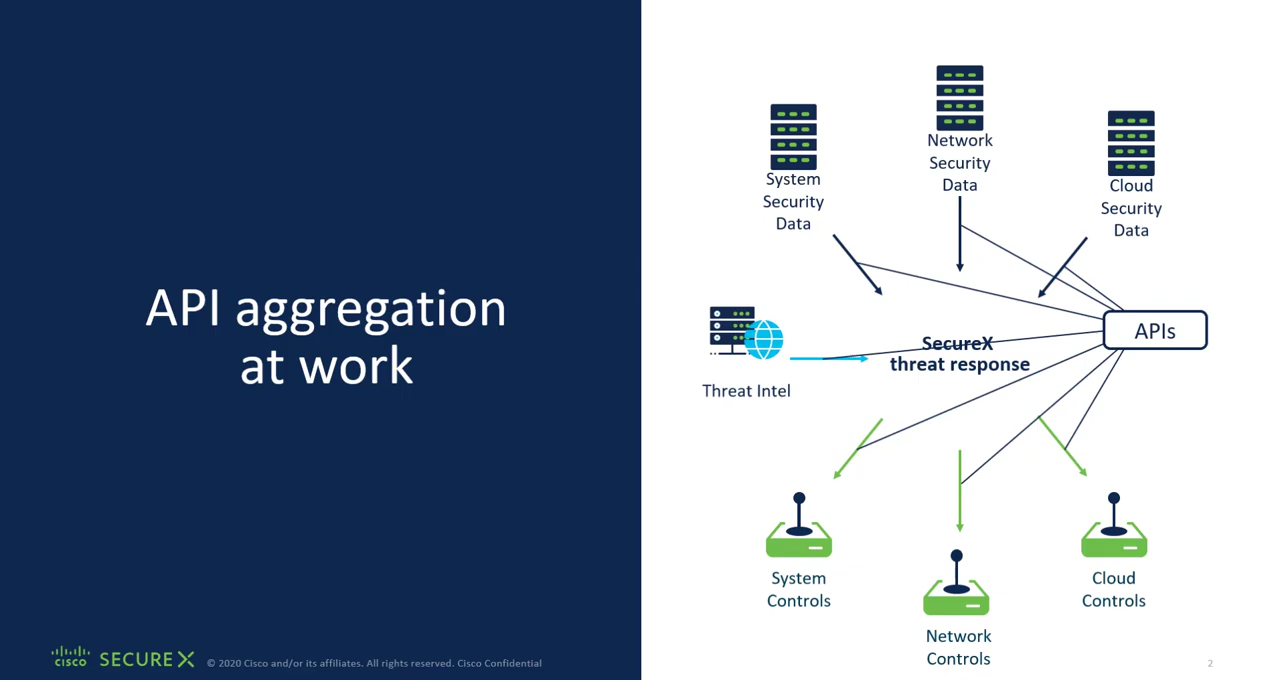 API aggregation
at work
Network
Security
Data
System
Security
Data
Cloud
Security
Data
APIs
SecureX
threat response
Threat Intel
System
Controls
Cloud
Controls
Network
Controls
CISCO
SECURE X
© 2020 Cisco and/or its affiliates. All rights reserved. Cisco Confidential
2